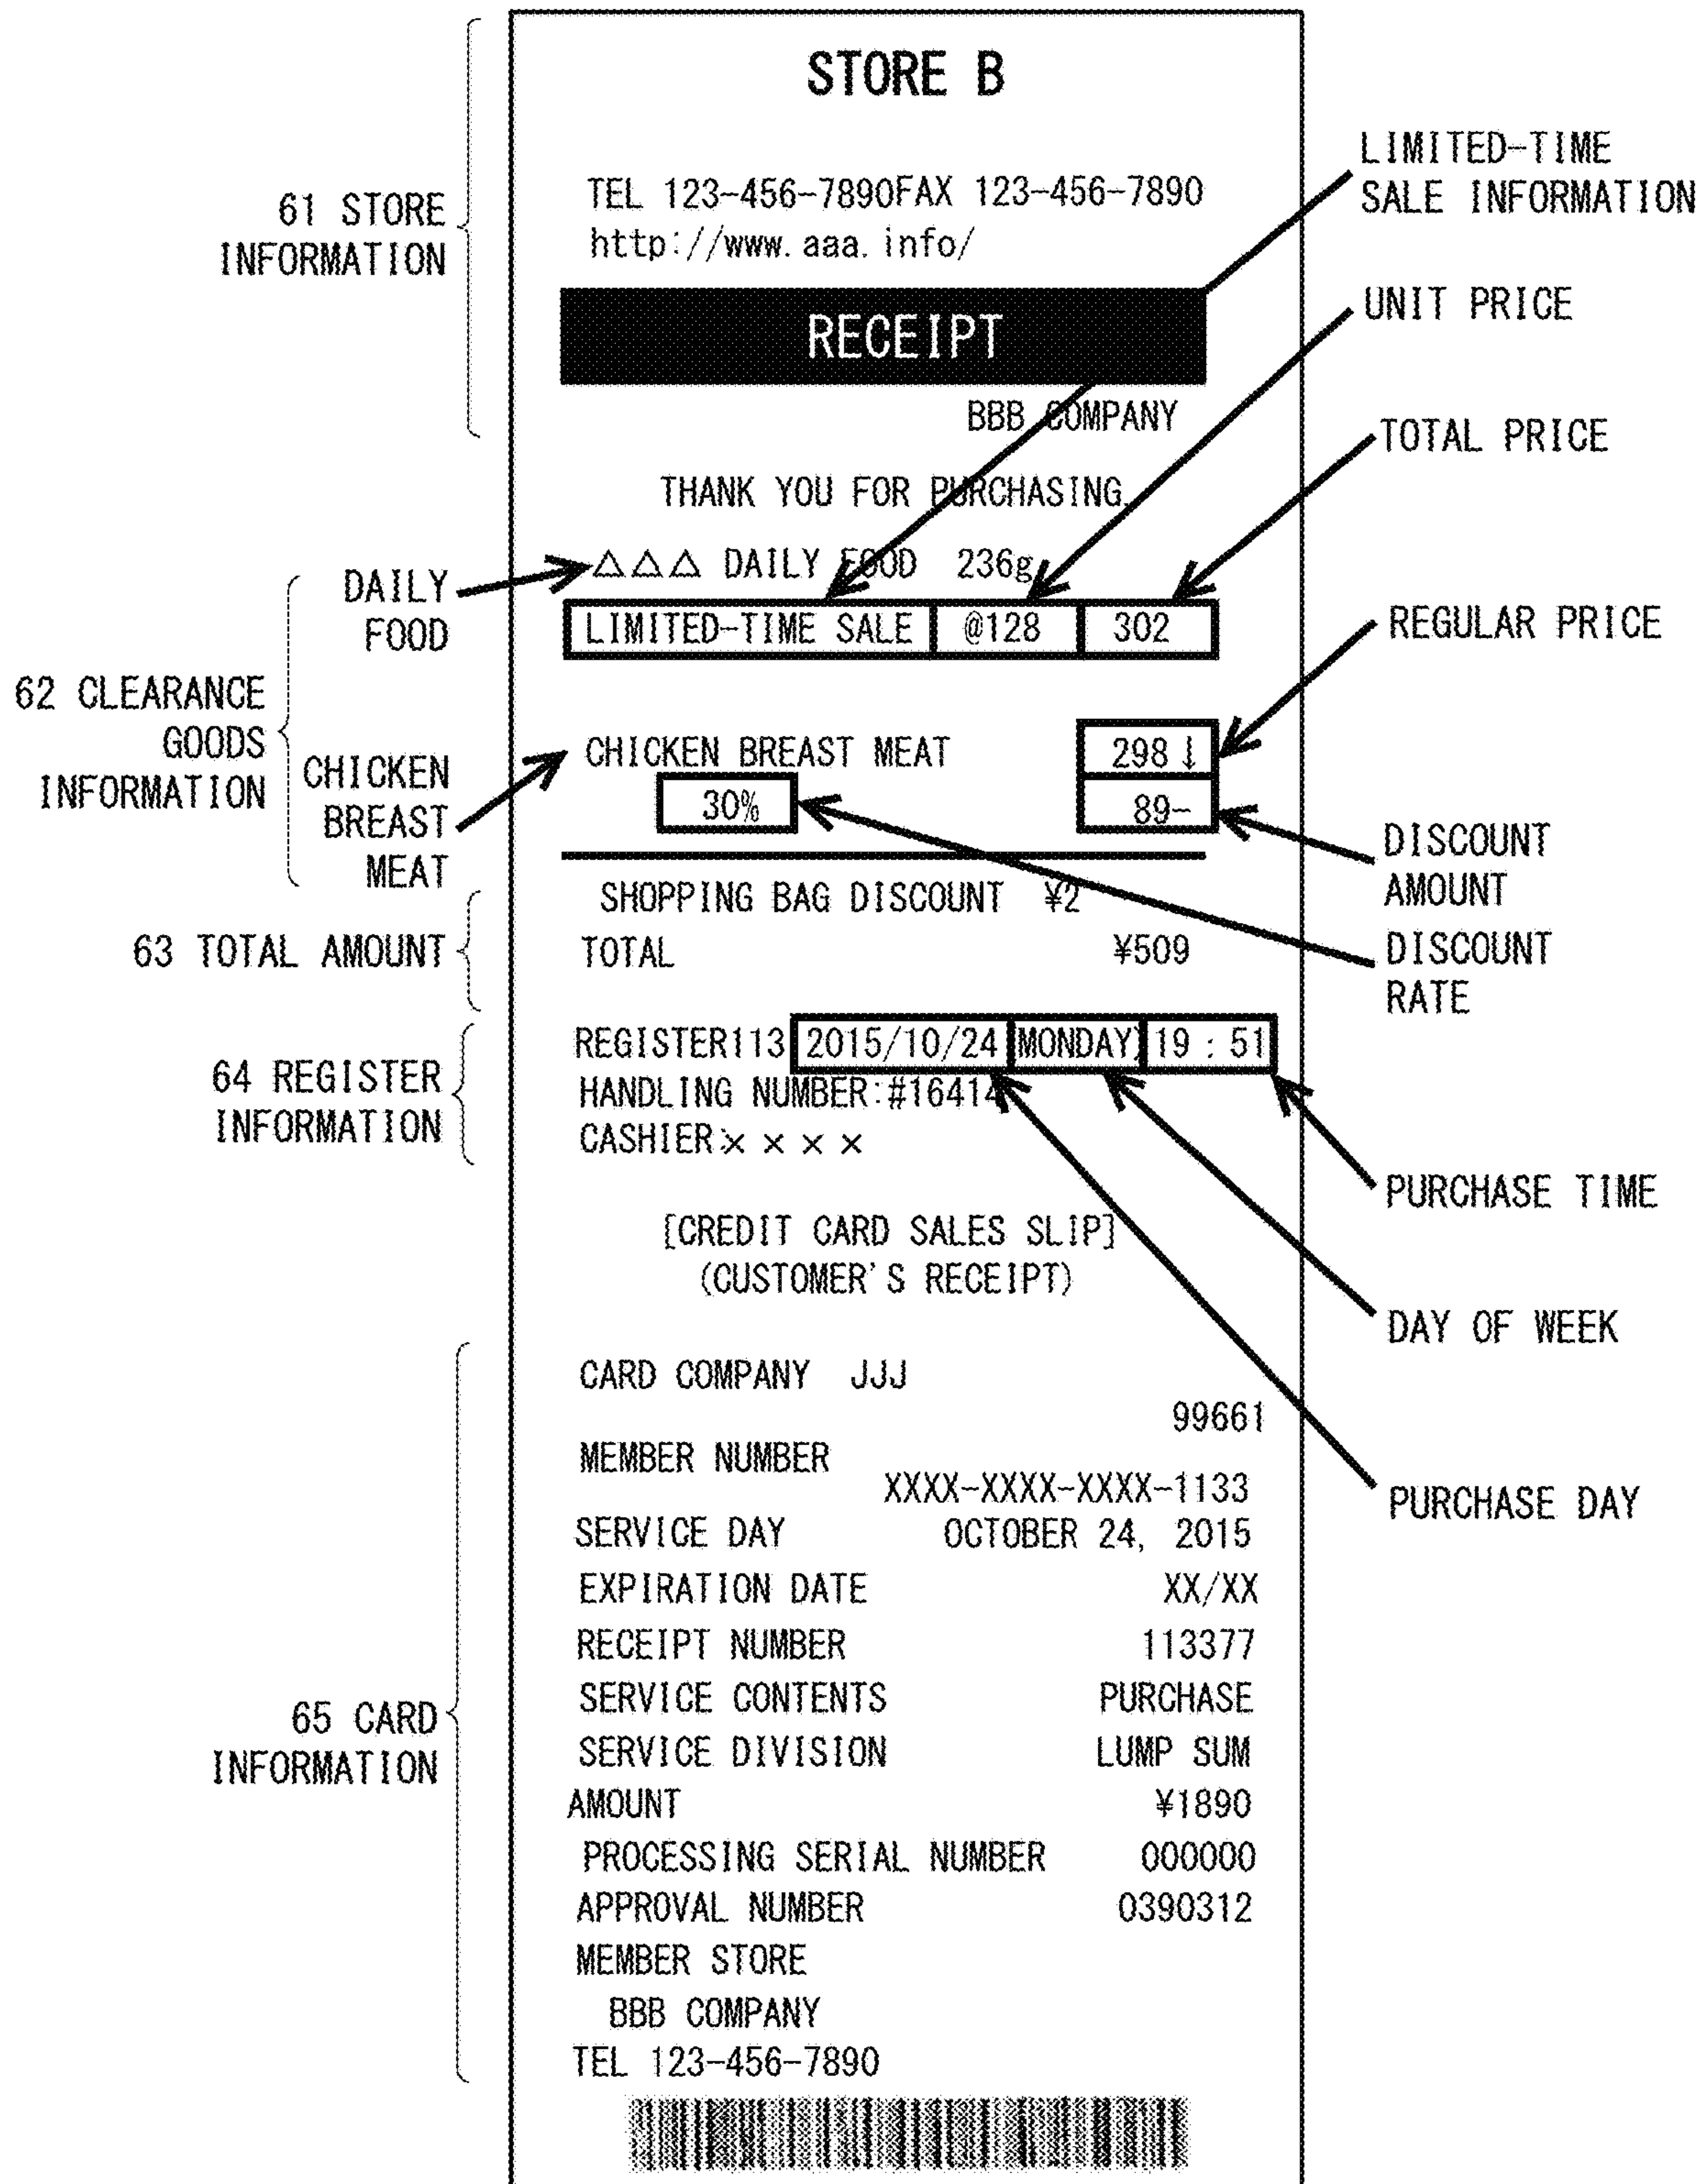 STORE B
LIMITED-TIME
SALE INFORMATION
61 STORE
INFORMATION
TEL 123-456-7890FAX 123-456-7890
http://www.aaa.info/
UNIT PRICE
RECEIPT
BBB COMPANY
TOTAL PRICE
THANK YOU FOR PURCHASING.
DAILY
FOOD
△△△ DAILY FOOD 236g
LIMITED-TIME SALE @128 302
REGULAR PRICE
62 CLEARANCE
GOODS
INFORMATION
CHICKEN
BREAST
MEAT
CHICKEN BREAST MEAT 298↓
30% 89-
DISCOUNT
AMOUNT
SHOPPING BAG DISCOUNT ¥2
63 TOTAL AMOUNT
TOTAL ¥509
DISCOUNT
RATE
64 REGISTER
INFORMATION
REGISTER113 2015/10/24 MONDAY) 19:51
HANDLING NUMBER:#16414
CASHIER:××××
PURCHASE TIME
[CREDIT CARD SALES SLIP]
(CUSTOMER'S RECEIPT)
DAY OF WEEK
65 CARD
INFORMATION
CARD COMPANY JJJ
99661
MEMBER NUMBER
XXXX-XXXX-XXXX-1133
PURCHASE DAY
SERVICE DAY OCTOBER 24, 2015
EXPIRATION DATE XX/XX
RECEIPT NUMBER 113377
SERVICE CONTENTS PURCHASE
SERVICE DIVISION LUMP SUM
AMOUNT ¥1890
PROCESSING SERIAL NUMBER 000000
APPROVAL NUMBER 0390312
MEMBER STORE
BBB COMPANY
TEL 123-456-7890